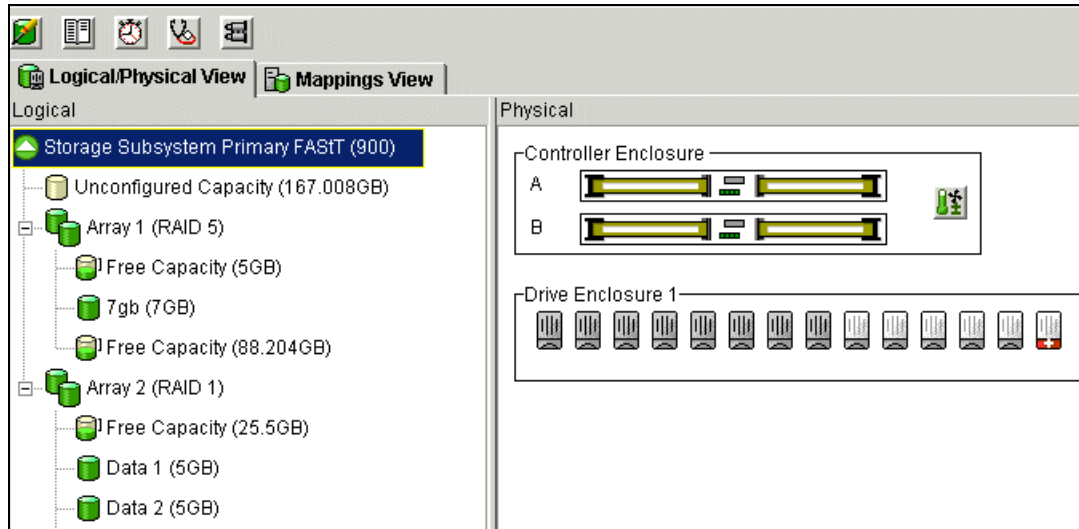 Logical/Physical View
Mappings View
Logical
Storage Subsystem Primary FAStT (900)
Unconfigured Capacity (167.008GB)
Array 1 (RAID 5)
Free Capacity (5GB)
7gb (7GB)
Free Capacity (88.204GB)
Array 2 (RAID 1)
Free Capacity (25.5GB)
Data 1 (5GB)
Data 2 (5GB)
Physical
Controller Enclosure
A
B
Drive Enclosure 1